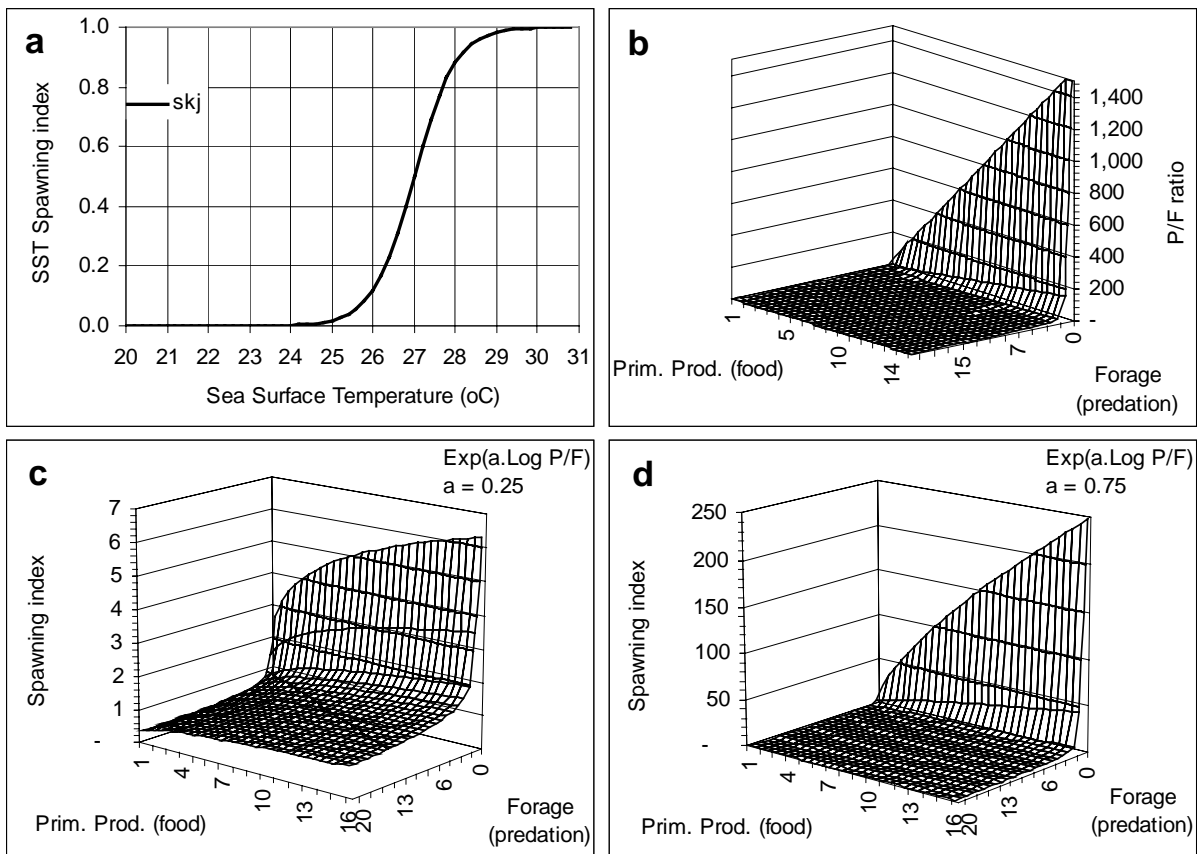 a
1.0
0.8
0.6
0.4
0.2
0.0
skj
SST Spawning index
20 21 22 23 24 25 26 27 28 29 30 31
Sea Surface Temperature (oC)
b
1,400
1,200
1,000
800
600
400
200
-
P/F ratio
1 5 10 14
15 7 0
Prim. Prod. (food)
Forage
(predation)
c
Exp(a.Log P/F)
a = 0.25
7
6
5
4
3
2
1
-
Spawning index
1 4 7 10 13 16
20 13 6 0
Prim. Prod. (food)
Forage
(predation)
d
Exp(a.Log P/F)
a = 0.75
250
200
150
100
50
-
Spawning index
1 4 7 10 13 16
20 13 6 0
Prim. Prod. (food)
Forage
(predation)